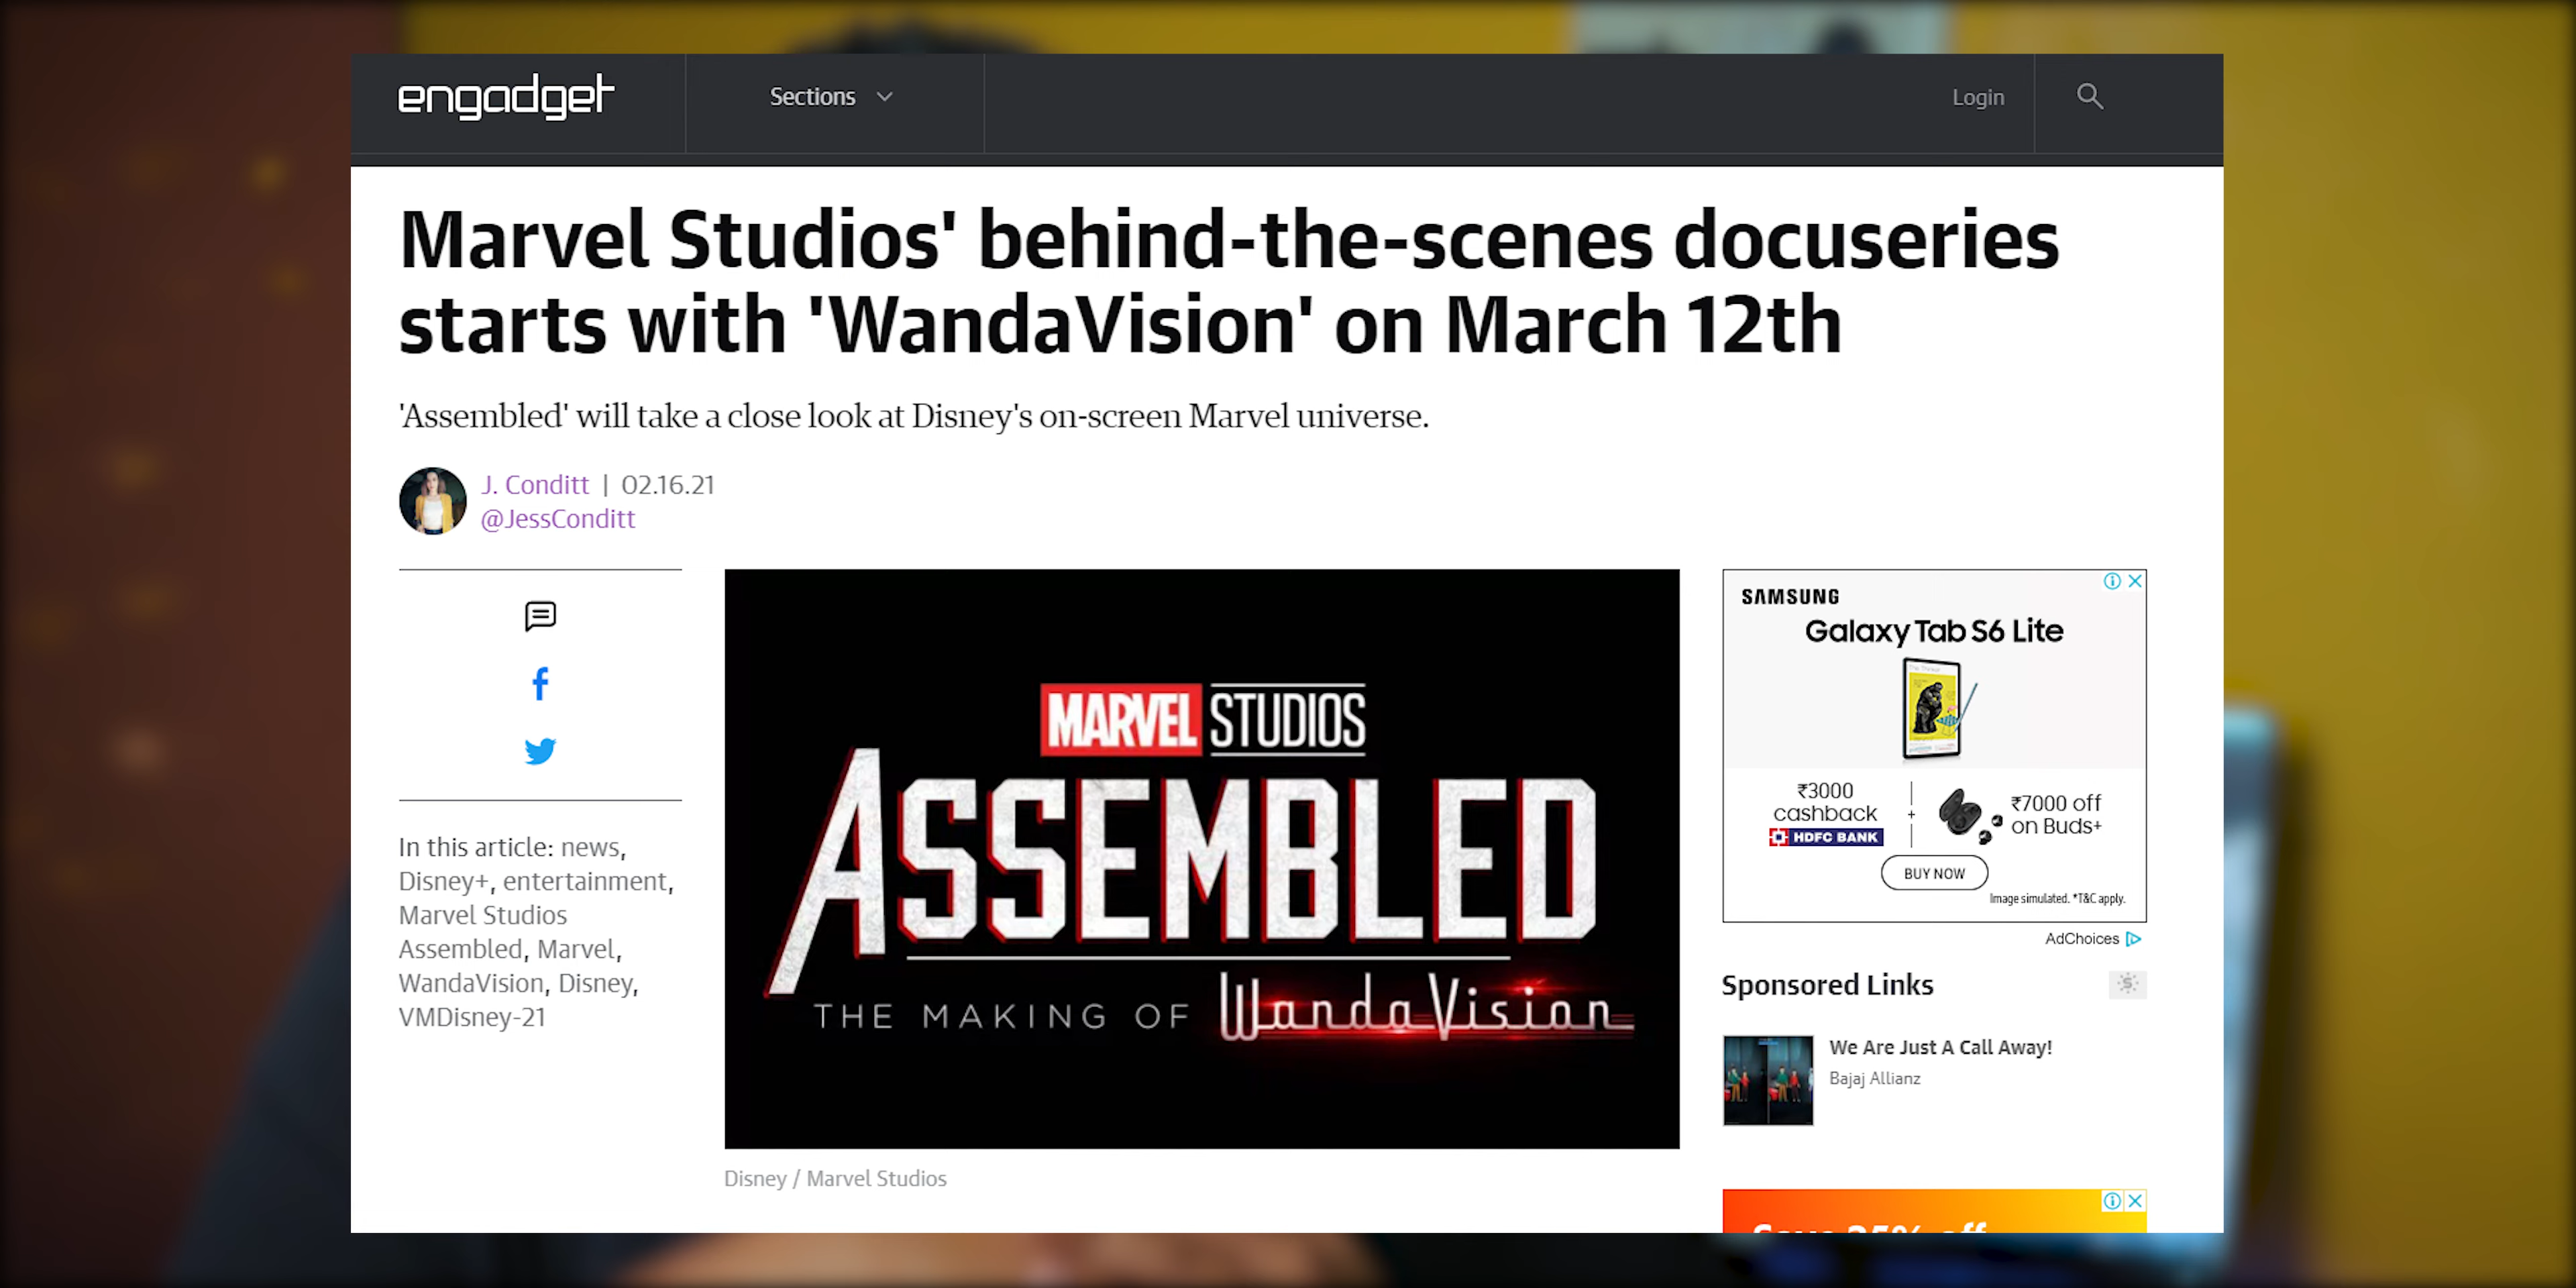 engadget
Sections
Login
Marvel Studios' behind-the-scenes docuseries
starts with 'WandaVision' on March 12th
'Assembled' will take a close look at Disney's on-screen Marvel universe.
J. Conditt | 02.16.21
@JessConditt
In this article: news,
Disney+, entertainment,
Marvel Studios
Assembled, Marvel,
WandaVision, Disney,
VMDisney-21
MARVEL STUDIOS
ASSEMBLED
THE MAKING OF WandaVision
Disney / Marvel Studios
SAMSUNG
Galaxy Tab S6 Lite
₹3000
cashback
HDFC BANK
+
₹7000 off
on Buds+
BUY NOW
Image simulated. *T&C apply.
AdChoices
Sponsored Links
We Are Just A Call Away!
Bajaj Allianz
Save 25% off